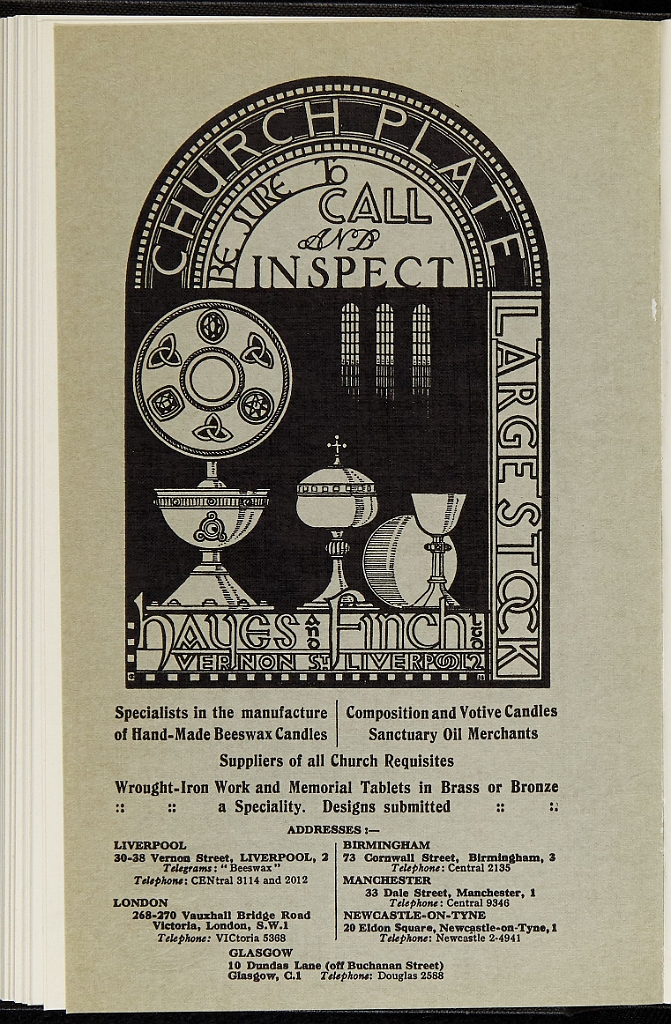 CHURCH PLATE
BE SURE TO
CALL
AND
INSPECT
LARGE STOCK
HAYES AND FINCH LTD
VERNON ST. LIVERPOOL 2
Specialists in the manufacture
of Hand-Made Beeswax Candles
Composition and Votive Candles
Sanctuary Oil Merchants
Suppliers of all Church Requisites
Wrought-Iron Work and Memorial Tablets in Brass or Bronze
:: :: a Speciality. Designs submitted :: ::
ADDRESSES :—
LIVERPOOL
30-38 Vernon Street, LIVERPOOL, 2
Telegrams: "Beeswax"
Telephone: CENtral 3114 and 2012
LONDON
268-270 Vauxhall Bridge Road
Victoria, London, S.W.1
Telephone: VICtoria 5368
BIRMINGHAM
73 Cornwall Street, Birmingham, 3
Telephone: Central 2135
MANCHESTER
33 Dale Street, Manchester, 1
Telephone: Central 9346
NEWCASTLE-ON-TYNE
20 Eldon Square, Newcastle-on-Tyne, 1
Telephone: Newcastle 2-4941
GLASGOW
10 Dundas Lane (off Buchanan Street)
Glasgow, C.1 Telephone: Douglas 2588